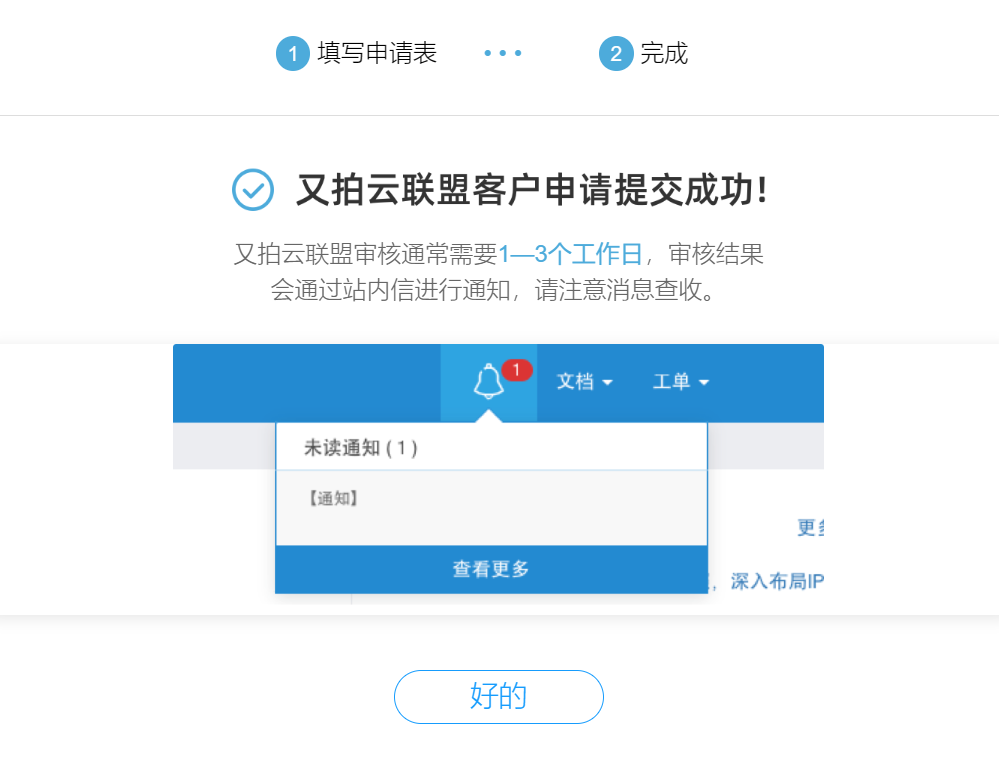 1 填写申请表 ••• 2 完成
又拍云联盟客户申请提交成功!
又拍云联盟审核通常需要1—3个工作日，审核结果
会通过站内信进行通知，请注意消息查收。
1 文档 工单
未读通知 ( 1 )
【通知】
更多
查看更多
，深入布局IP
好的